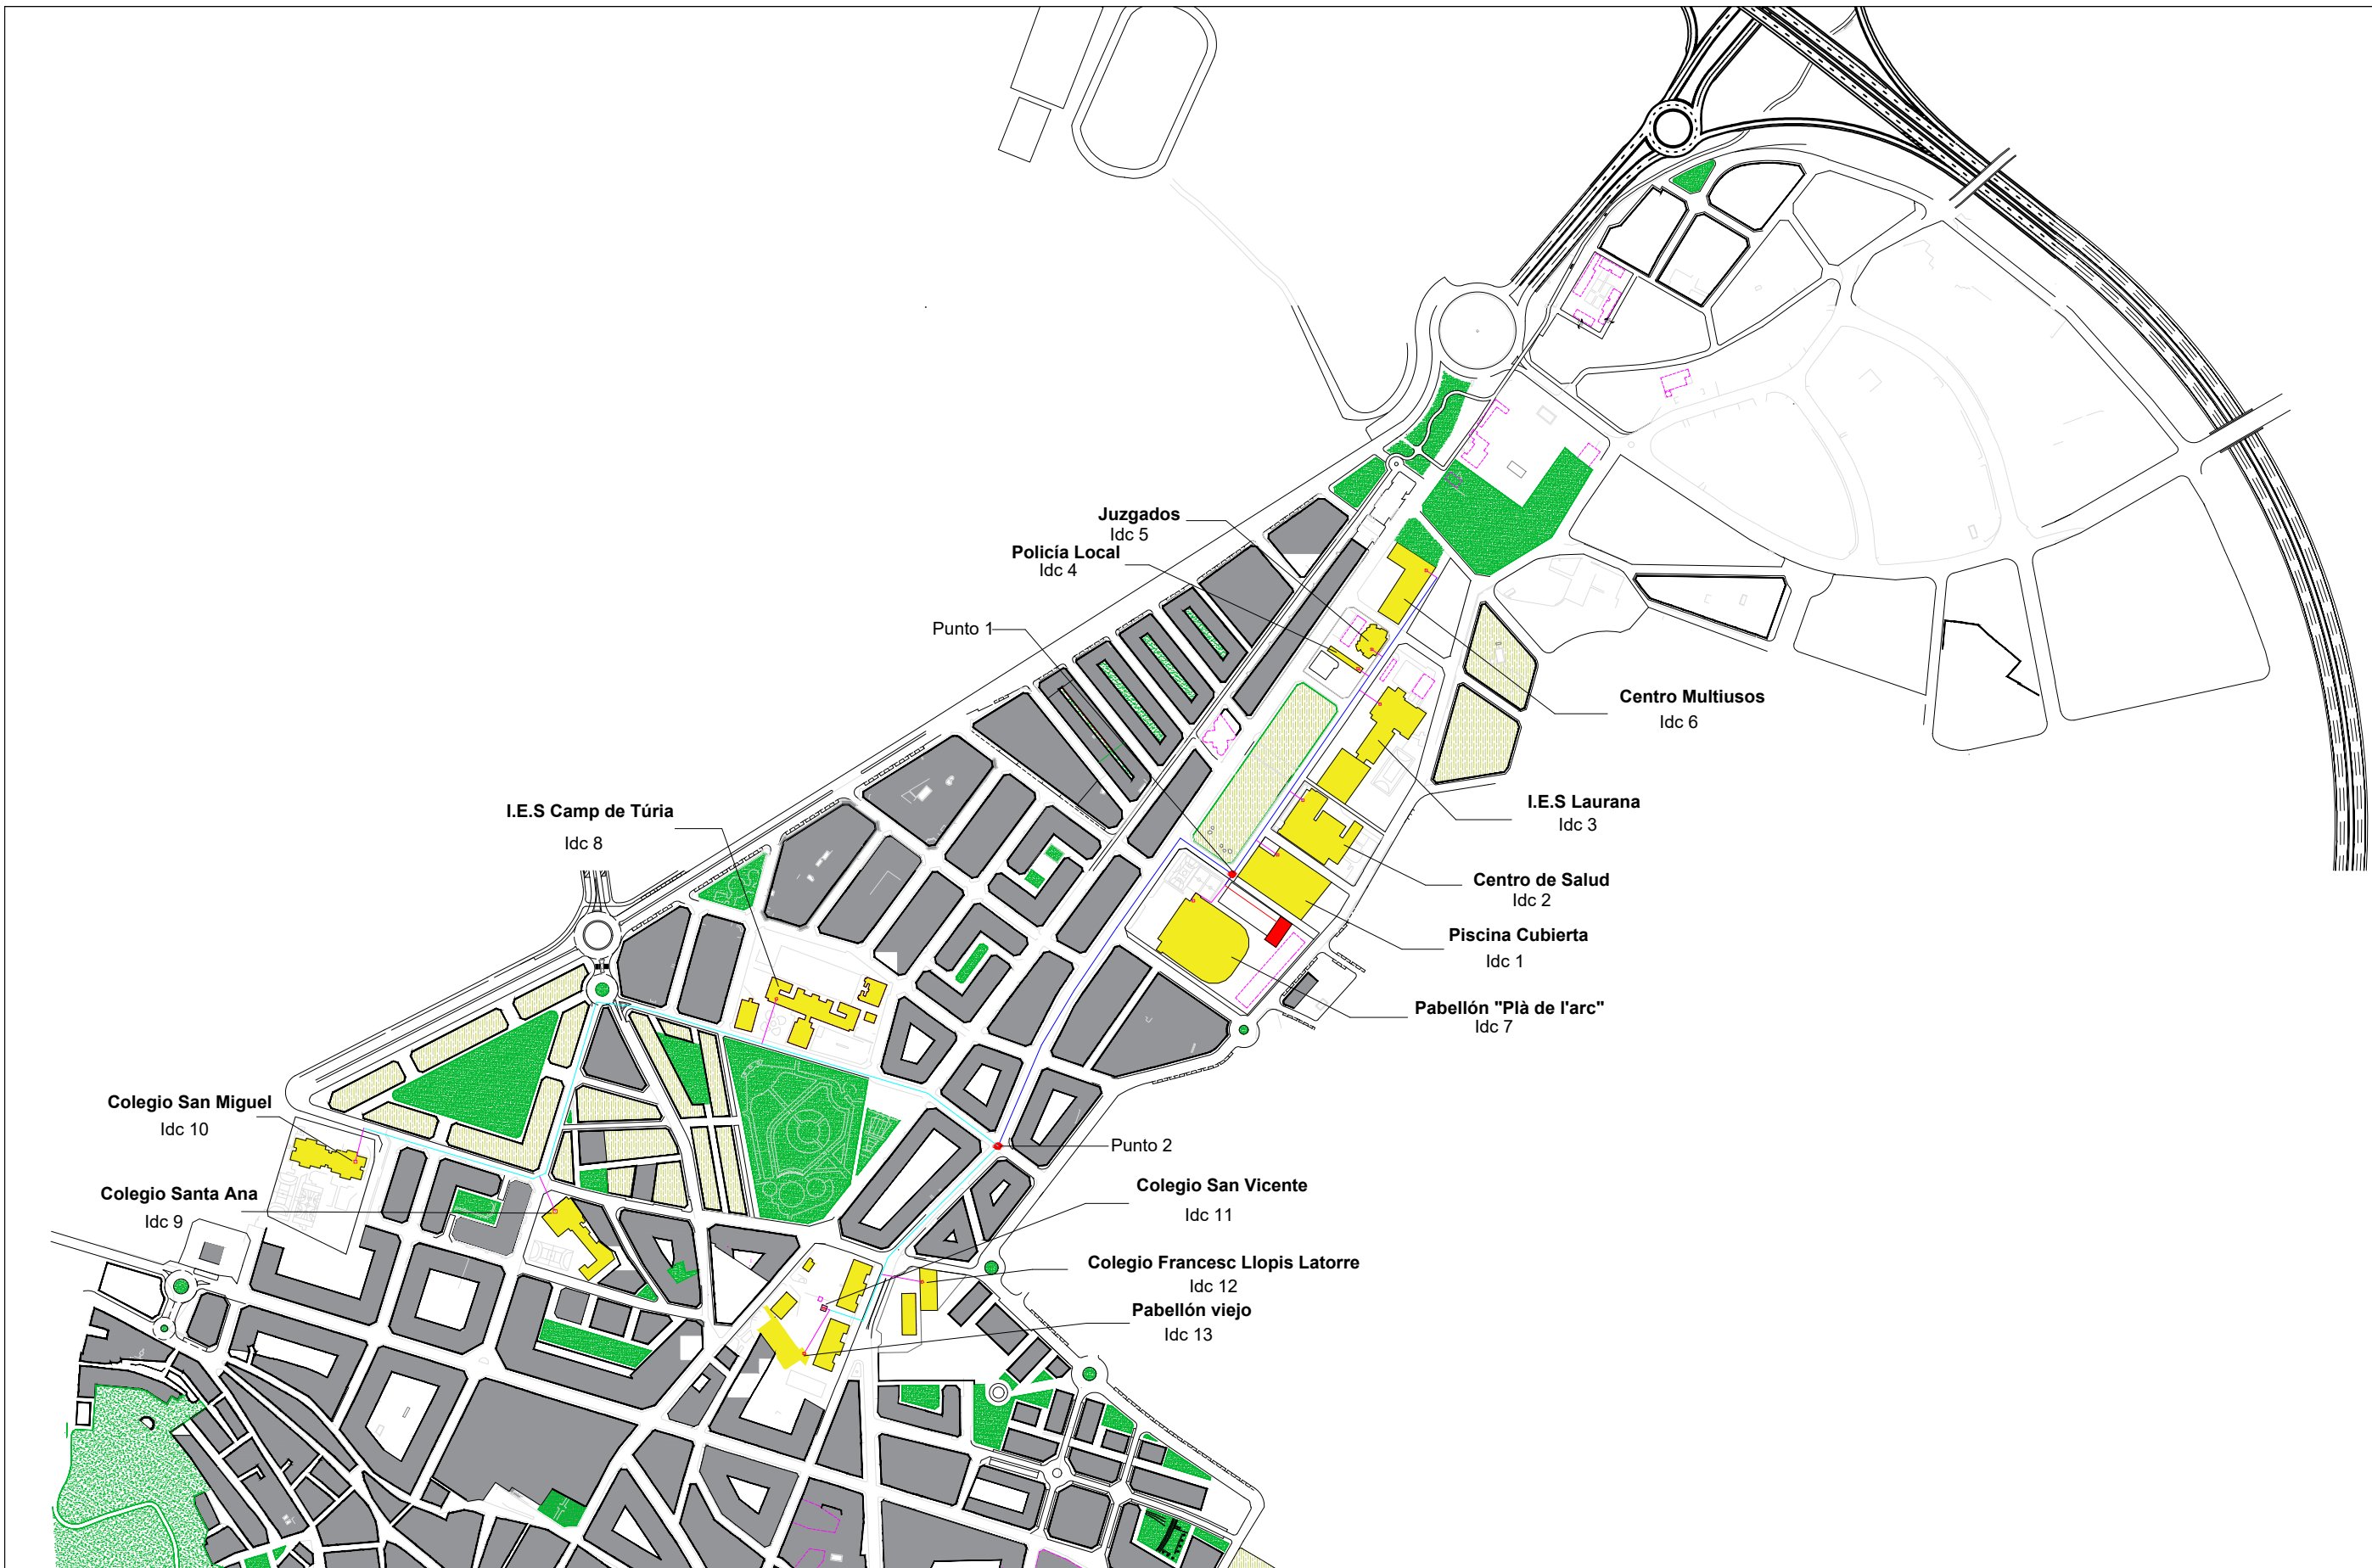 Juzgados
Idc 5
Policía Local
Idc 4
Punto 1
Centro Multiusos
Idc 6
I.E.S Camp de Túria
Idc 8
I.E.S Laurana
Idc 3
Centro de Salud
Idc 2
Piscina Cubierta
Idc 1
Pabellón "Plà de l'arc"
Idc 7
Colegio San Miguel
Idc 10
Punto 2
Colegio Santa Ana
Idc 9
Colegio San Vicente
Idc 11
Colegio Francesc Llopis Latorre
Idc 12
Pabellón viejo
Idc 13